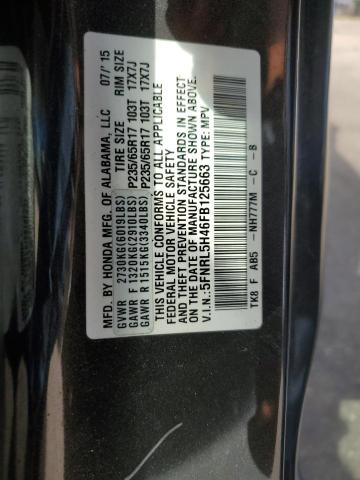 MFD. BY HONDA MFG. OF ALABAMA, LLC 07/'15
TIRE SIZE RIM SIZE
GVWR 2730KG(6019LBS)
GAWR F 1320KG(2910LBS) P235/65R17 103T 17X7J
GAWR R 1515KG(3340LBS) P235/65R17 103T 17X7J
THIS VEHICLE CONFORMS TO ALL APPLICABLE
FEDERAL MOTOR VEHICLE SAFETY
AND THEFT PREVENTION STANDARDS IN EFFECT
ON THE DATE OF MANUFACTURE SHOWN ABOVE.
V.I.N.:5FNRL5H46FB125663 TYPE: MPV
TK8 F AB5 -NH777M - C - B